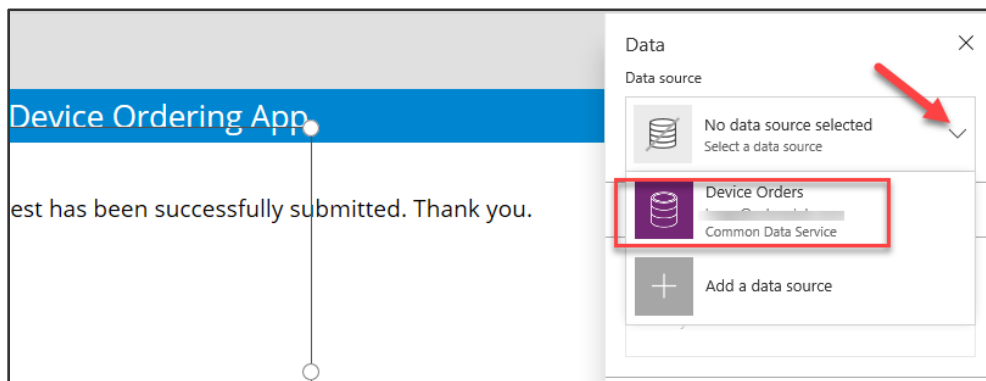 Device Ordering App
est has been successfully submitted. Thank you.
Data
Data source
No data source selected
Select a data source
Device Orders
Common Data Service
Add a data source